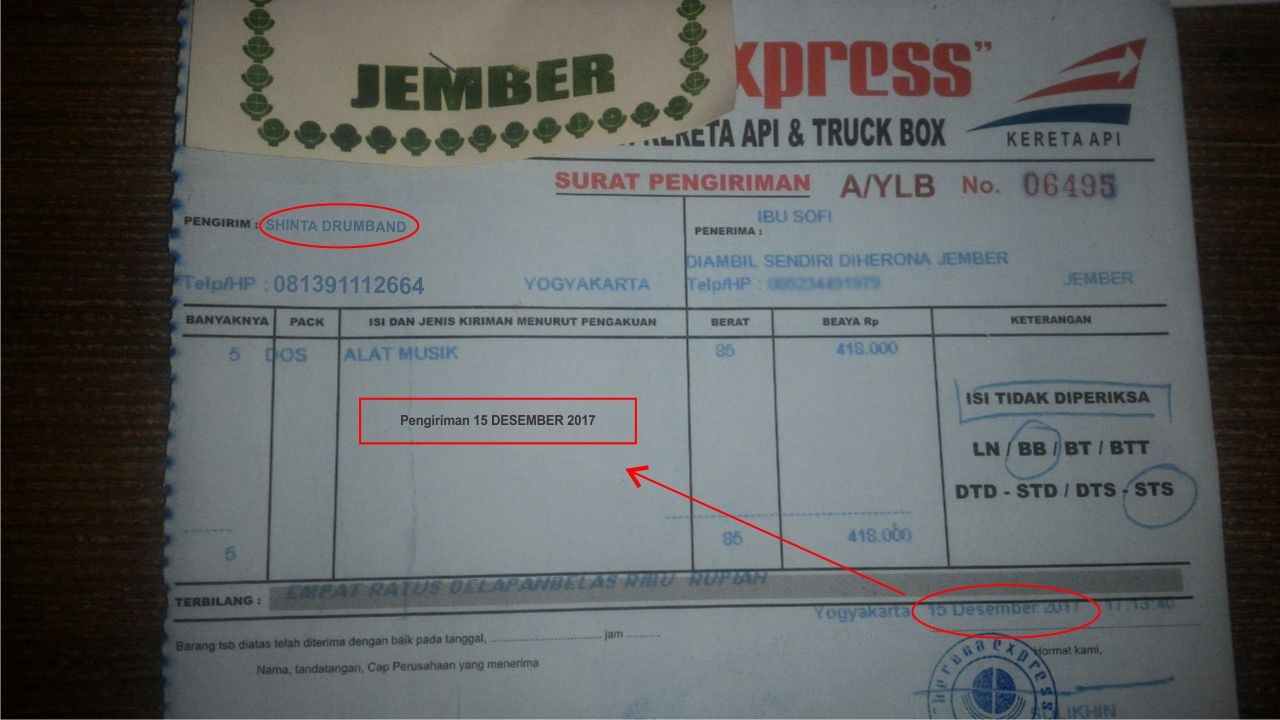 JEMBER
xpress"
KERETA API & TRUCK BOX
KERETA API
SURAT PENGIRIMAN A/YLB No. 06495
PENGIRIM : SHINTA DRUMBAND
IBU SOFI
PENERIMA :
DIAMBIL SENDIRI DIHERONA JEMBER
Telp/HP : 081391112664 YOGYAKARTA
Telp/HP : JEMBER
BANYAKNYA PACK ISI DAN JENIS KIRIMAN MENURUT PENGAKUAN BERAT BEAYA Rp KETERANGAN
5 DOS ALAT MUSIK 85 418.000
ISI TIDAK DIPERIKSA
Pengiriman 15 DESEMBER 2017
LN / BB / BT / BTT
DTD - STD / DTS - STS
5 85 418.000
TERBILANG : EMPAT RATUS DELAPANBELAS RIBU RUPIAH
Yogyakarta 15 Desember 2017 17:13:40
Barang tsb diatas telah diterima dengan baik pada tanggal, .................................. jam ...........
Hormat kami,
Nama, tandatangan, Cap Perusahaan yang menerima
"herona express"